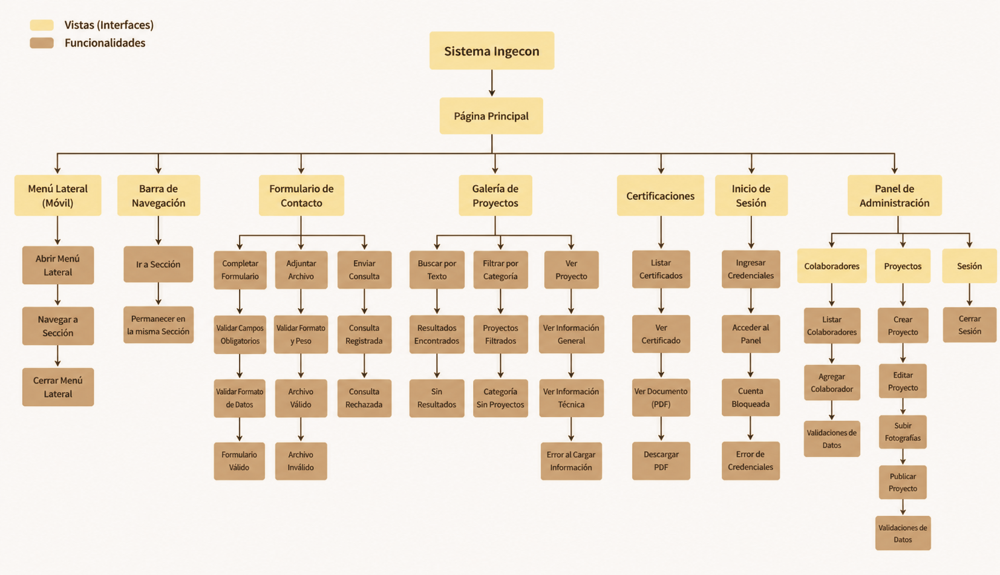 Vistas (Interfaces)
Funcionalidades
Sistema Ingecon
Página Principal
Menú Lateral
(Móvil)
Barra de
Navegación
Formulario de
Contacto
Galería de
Proyectos
Certificaciones
Inicio de
Sesión
Panel de
Administración
Abrir Menú
Lateral
Navegar a
Sección
Cerrar Menú
Lateral
Ir a Sección
Permanecer en
la misma Sección
Completar
Formulario
Validar Campos
Obligatorios
Validar Formato
de Datos
Formulario
Válido
Adjuntar
Archivo
Validar Formato
y Peso
Archivo
Válido
Archivo
Inválido
Enviar
Consulta
Consulta
Registrada
Consulta
Rechazada
Buscar por
Texto
Resultados
Encontrados
Sin
Resultados
Filtrar por
Categoría
Proyectos
Filtrados
Categoría
Sin Proyectos
Ver
Proyecto
Ver Información
General
Ver Información
Técnica
Error al Cargar
Información
Listar
Certificados
Ver
Certificado
Ver Documento
(PDF)
Descargar
PDF
Ingresar
Credenciales
Acceder al
Panel
Cuenta
Bloqueada
Error de
Credenciales
Colaboradores
Listar
Colaboradores
Agregar
Colaborador
Validaciones de
Datos
Proyectos
Crear
Proyecto
Editar
Proyecto
Subir
Fotografías
Publicar
Proyecto
Validaciones de
Datos
Sesión
Cerrar
Sesión